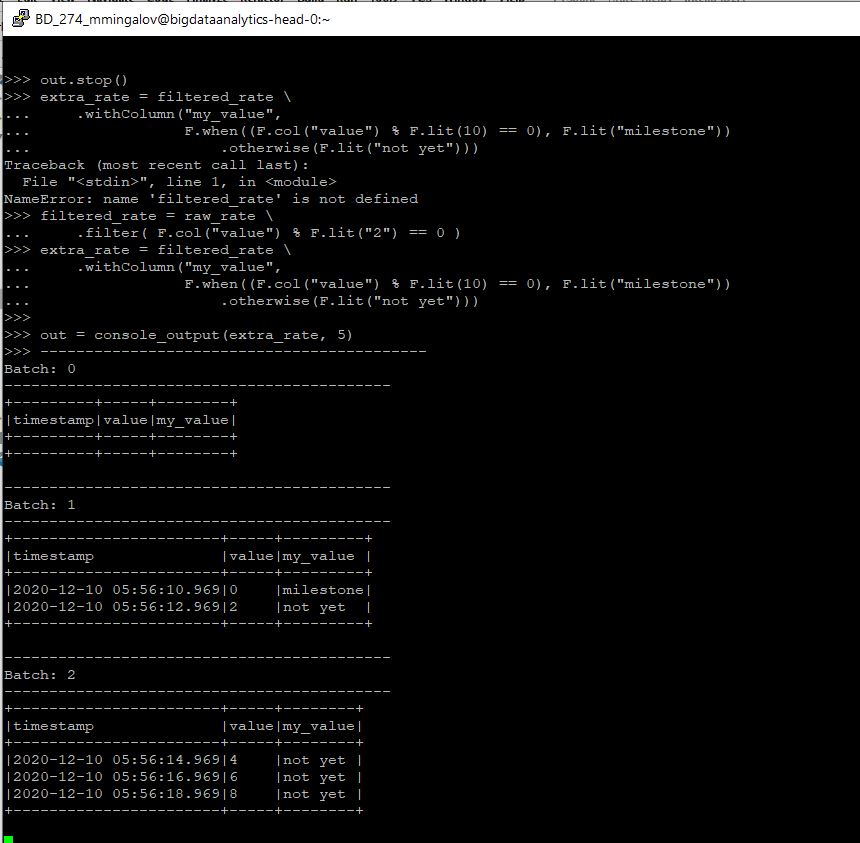 BD_274_mmingalov@bigdataanalytics-head-0:~
>>> out.stop()
>>> extra_rate = filtered_rate \
...     .withColumn("my_value",
...                 F.when((F.col("value") % F.lit(10) == 0), F.lit("milestone"))
...                     .otherwise(F.lit("not yet")))
Traceback (most recent call last):
  File "<stdin>", line 1, in <module>
NameError: name 'filtered_rate' is not defined
>>> filtered_rate = raw_rate \
...     .filter( F.col("value") % F.lit("2") == 0 )
>>> extra_rate = filtered_rate \
...     .withColumn("my_value",
...                 F.when((F.col("value") % F.lit(10) == 0), F.lit("milestone"))
...                     .otherwise(F.lit("not yet")))
>>>
>>> out = console_output(extra_rate, 5)
>>> -------------------------------------------
Batch: 0
-------------------------------------------
+---------+-----+--------+
|timestamp|value|my_value|
+---------+-----+--------+
+---------+-----+--------+
-------------------------------------------
Batch: 1
-------------------------------------------
+-----------------------+-----+---------+
|timestamp              |value|my_value |
+-----------------------+-----+---------+
|2020-12-10 05:56:10.969|0    |milestone|
|2020-12-10 05:56:12.969|2    |not yet  |
+-----------------------+-----+---------+
-------------------------------------------
Batch: 2
-------------------------------------------
+-----------------------+-----+--------+
|timestamp              |value|my_value|
+-----------------------+-----+--------+
|2020-12-10 05:56:14.969|4    |not yet |
|2020-12-10 05:56:16.969|6    |not yet |
|2020-12-10 05:56:18.969|8    |not yet |
+-----------------------+-----+--------+